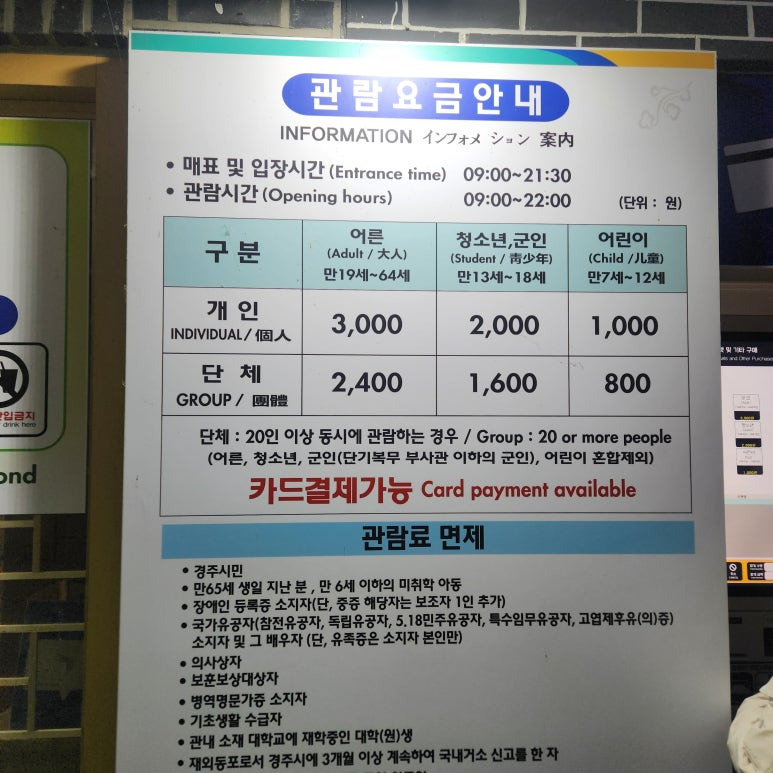 관람요금안내
INFORMATION インフォメ ション 案内
• 매표 및 입장시간 (Entrance time) 09:00~21:30
• 관람시간 (Opening hours) 09:00~22:00 (단위 : 원)
구 분
어른 (Adult / 大人) 만19세~64세
청소년,군인 (Student / 靑少年) 만13세~18세
어린이 (Child / 儿童) 만7세~12세
개 인 INDIVIDUAL / 個人 3,000 2,000 1,000
단 체 GROUP / 團體 2,400 1,600 800
단체 : 20인 이상 동시에 관람하는 경우 / Group : 20 or more people
(어른, 청소년, 군인(단기복무 부사관 이하의 군인), 어린이 혼합제외)
카드결제가능 Card payment available
관람료 면제
• 경주시민
• 만65세 생일 지난 분 , 만 6세 이하의 미취학 아동
• 장애인 등록증 소지자(단, 중증 해당자는 보조자 1인 추가)
• 국가유공자(참전유공자, 독립유공자, 5.18민주유공자, 특수임무유공자, 고엽제후유(의)증)
소지자 및 그 배우자 (단, 유족증은 소지자 본인만)
• 의사상자
• 보훈보상대상자
• 병역명문가증 소지자
• 기초생활 수급자
• 관내 소재 대학교에 재학중인 대학(원)생
• 재외동포로서 경주시에 3개월 이상 계속하여 국내거소 신고를 한 자
입금지
drink here
ond
및 기타 구매
and Other Purchase